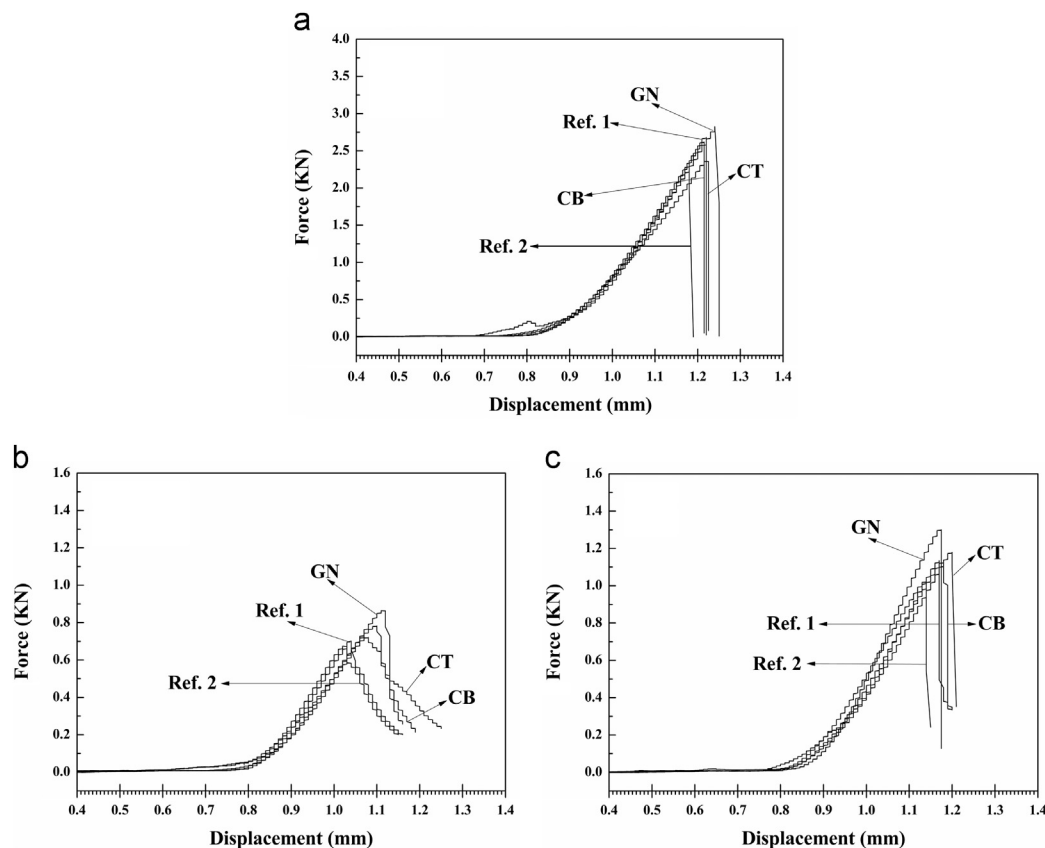 a
4.0
3.5
3.0
2.5
2.0
1.5
1.0
0.5
0.0
Force (KN)
GN
Ref. 1
CB
CT
Ref. 2
0.4 0.5 0.6 0.7 0.8 0.9 1.0 1.1 1.2 1.3 1.4
Displacement (mm)
b
1.6
1.4
1.2
1.0
0.8
0.6
0.4
0.2
0.0
Force (KN)
GN
Ref. 1
Ref. 2
CT
CB
0.4 0.5 0.6 0.7 0.8 0.9 1.0 1.1 1.2 1.3 1.4
Displacement (mm)
c
1.6
1.4
1.2
1.0
0.8
0.6
0.4
0.2
0.0
Force (KN)
GN
CT
Ref. 1
CB
Ref. 2
0.4 0.5 0.6 0.7 0.8 0.9 1.0 1.1 1.2 1.3 1.4
Displacement (mm)